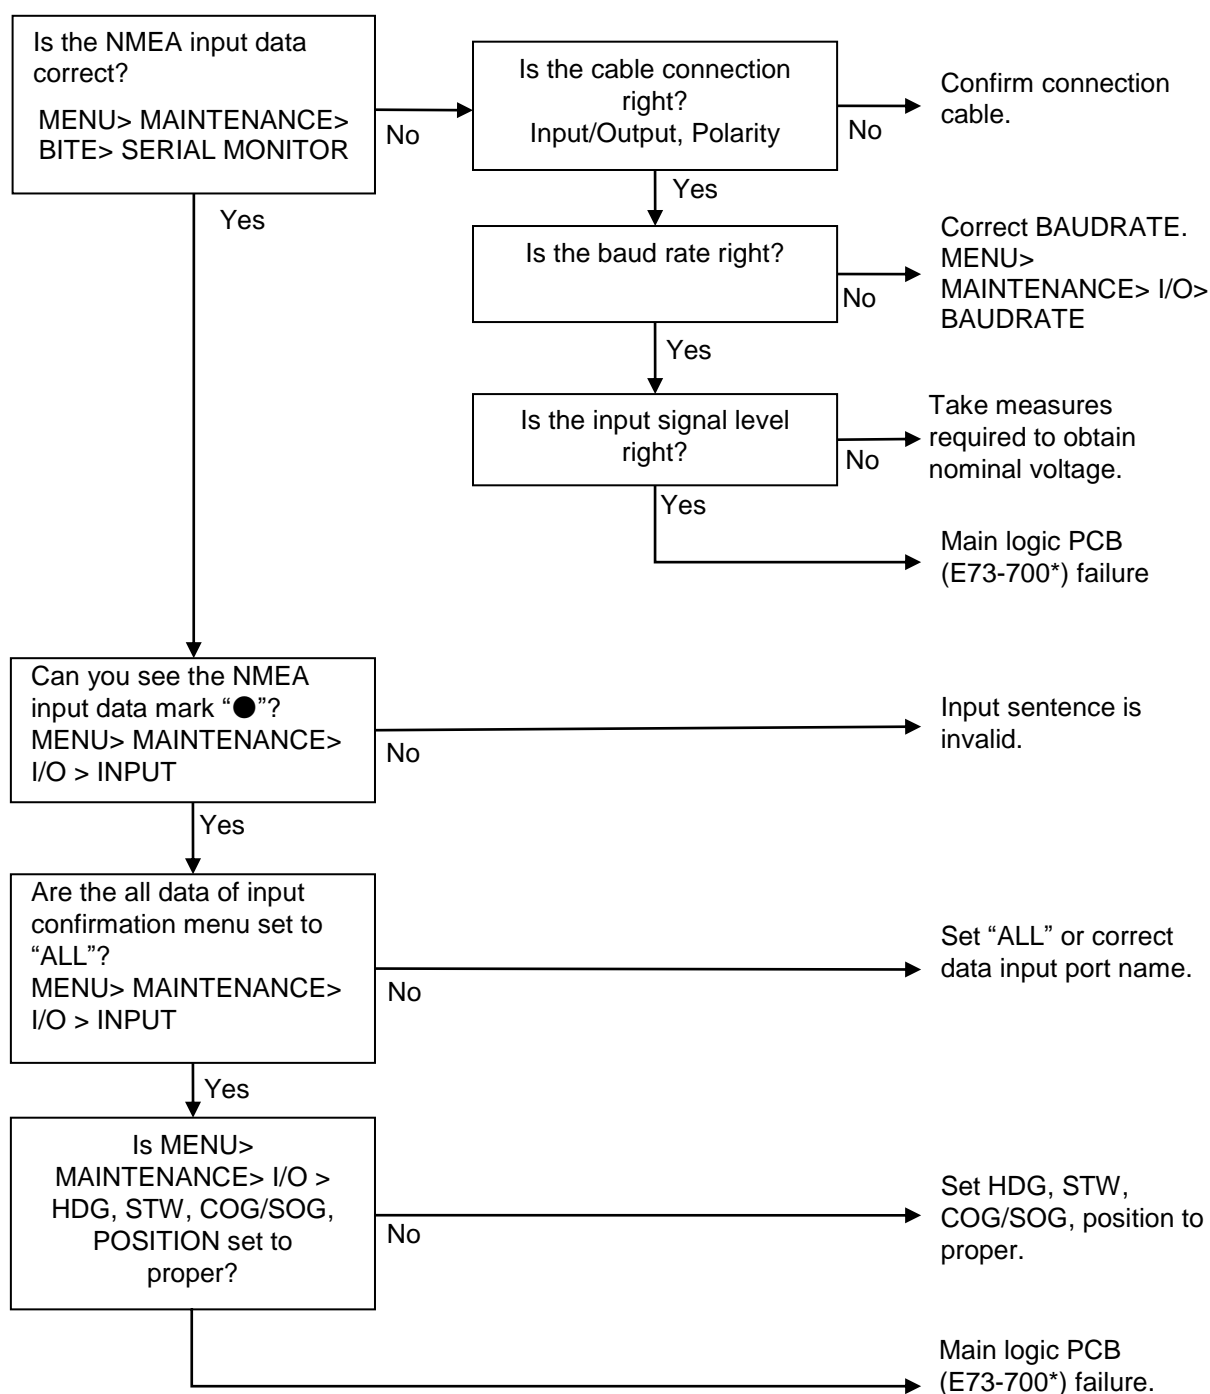 Is the NMEA input data
correct?
MENU> MAINTENANCE>
BITE> SERIAL MONITOR
No
Yes
Is the cable connection
right?
Input/Output, Polarity
No
Confirm connection
cable.
Yes
Is the baud rate right?
No
Correct BAUDRATE.
MENU>
MAINTENANCE> I/O>
BAUDRATE
Yes
Is the input signal level
right?
No
Take measures
required to obtain
nominal voltage.
Yes
Main logic PCB
(E73-700*) failure
Can you see the NMEA
input data mark “●”?
MENU> MAINTENANCE>
I/O > INPUT
No
Input sentence is
invalid.
Yes
Are the all data of input
confirmation menu set to
“ALL”?
MENU> MAINTENANCE>
I/O > INPUT
No
Set “ALL” or correct
data input port name.
Yes
Is MENU>
MAINTENANCE> I/O >
HDG, STW, COG/SOG,
POSITION set to
proper?
No
Set HDG, STW,
COG/SOG, position to
proper.
Main logic PCB
(E73-700*) failure.